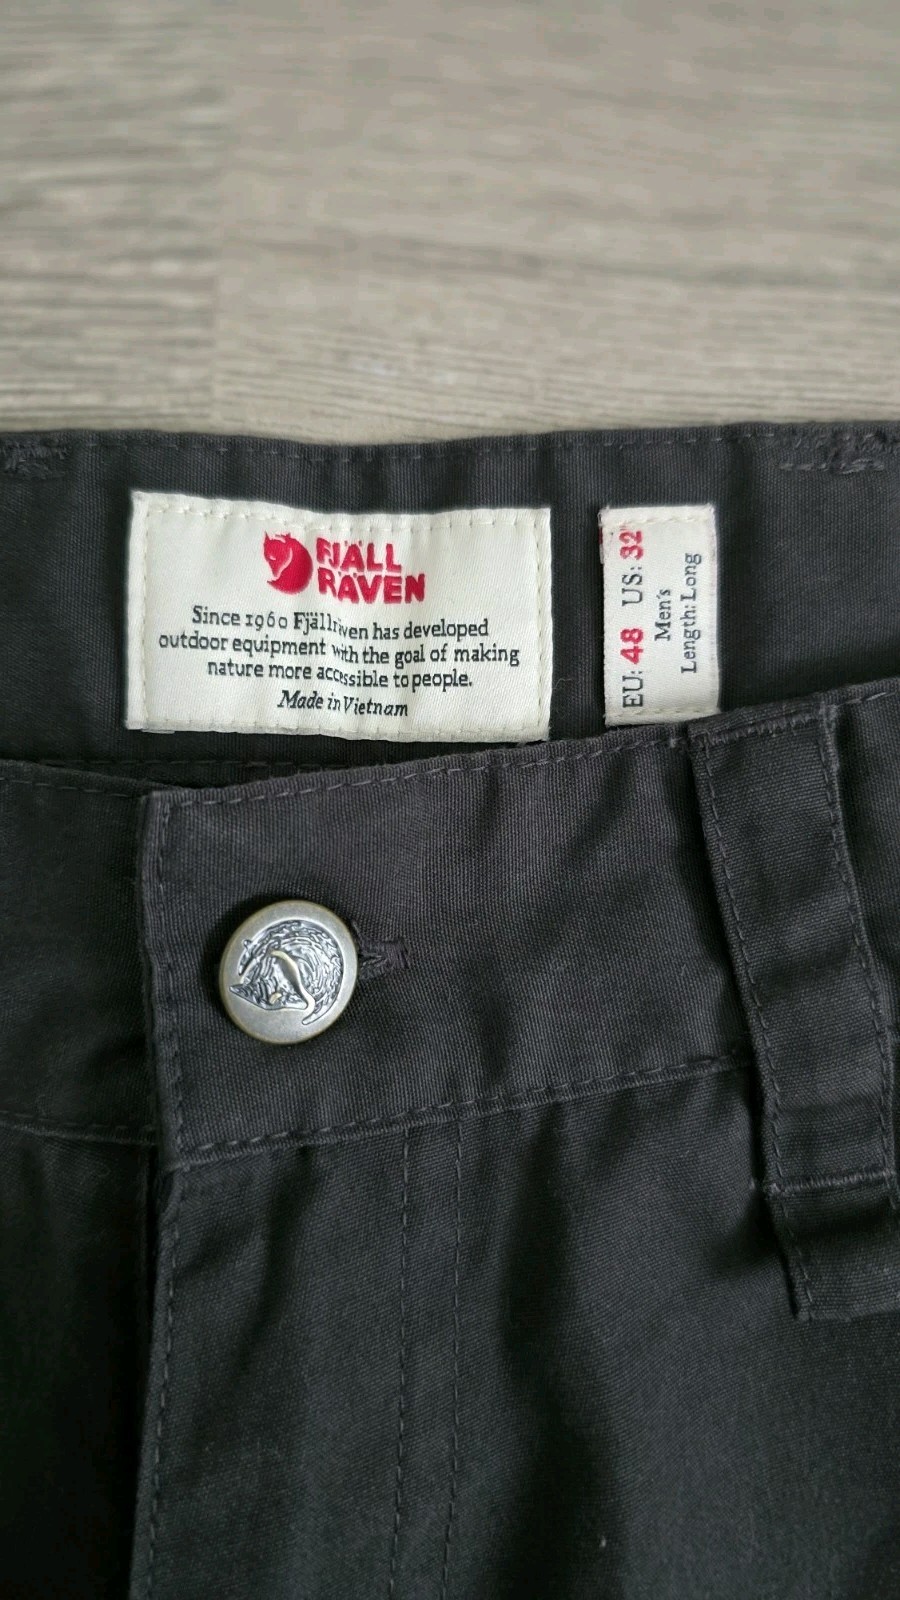 FJÄLL
RÄVEN
Since 1960 Fjällräven has developed
outdoor equipment with the goal of making
nature more accessible to people.
Made in Vietnam
EU: 48 US: 32"
Men's
Length: Long